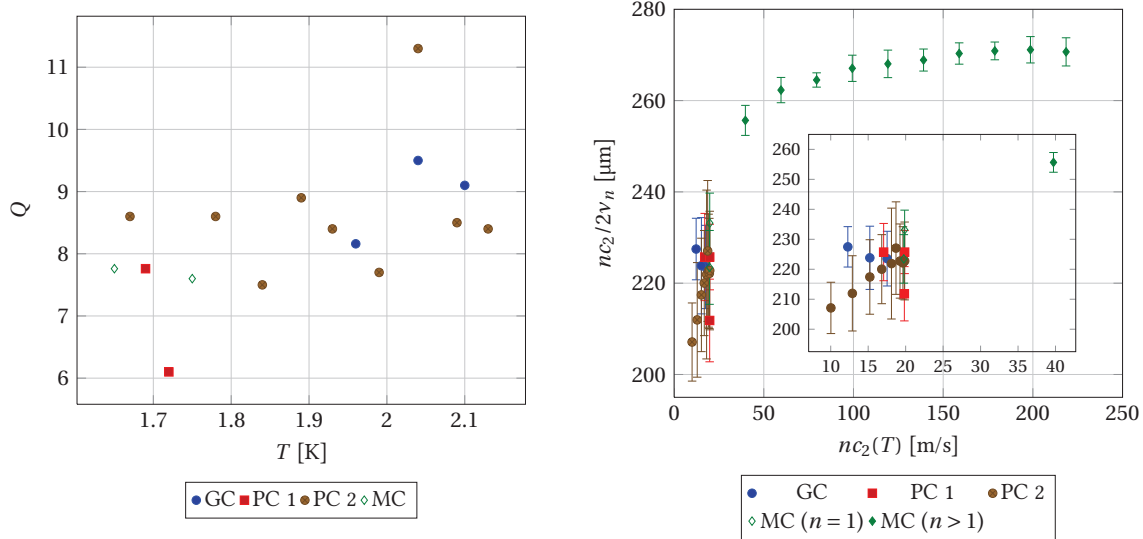 11
10
9
8
7
6
Q
1.7 1.8 1.9 2 2.1
T [K]
GC PC 1 PC 2 MC
280
260
240
220
200
nc₂/2νₙ [μm]
260
250
240
230
220
210
200
10 15 20 25 30 35 40
0 50 100 150 200 250
nc₂(T) [m/s]
GC PC 1 PC 2
MC (n = 1) MC (n > 1)